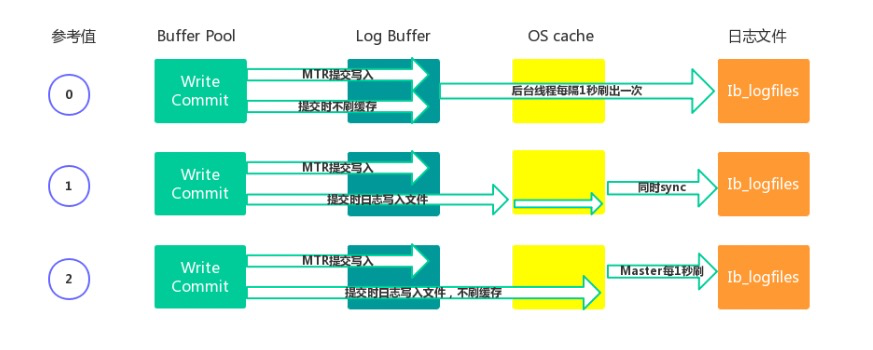 参考值
Buffer Pool
Log Buffer
OS cache
日志文件
0
Write
Commit
MTR提交写入
提交时不刷缓存
后台线程每隔1秒刷出一次
Ib_logfiles
1
Write
Commit
MTR提交写入
提交时日志写入文件
同时sync
Ib_logfiles
2
Write
Commit
MTR提交写入
提交时日志写入文件，不刷缓存
Master每1秒刷
Ib_logfiles